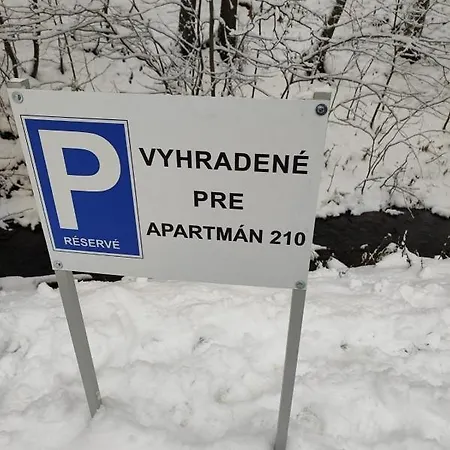 P
RÉSERVÉ
VYHRADENÉ
PRE
APARTMÁN 210